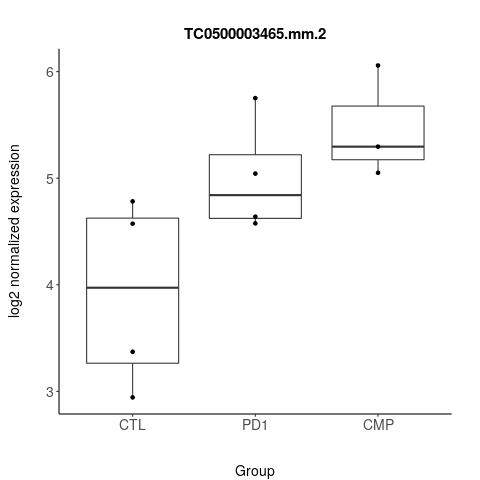 TC0500003465.mm.2
log2 normalized expression
6
5
4
3
CTL PD1 CMP
Group